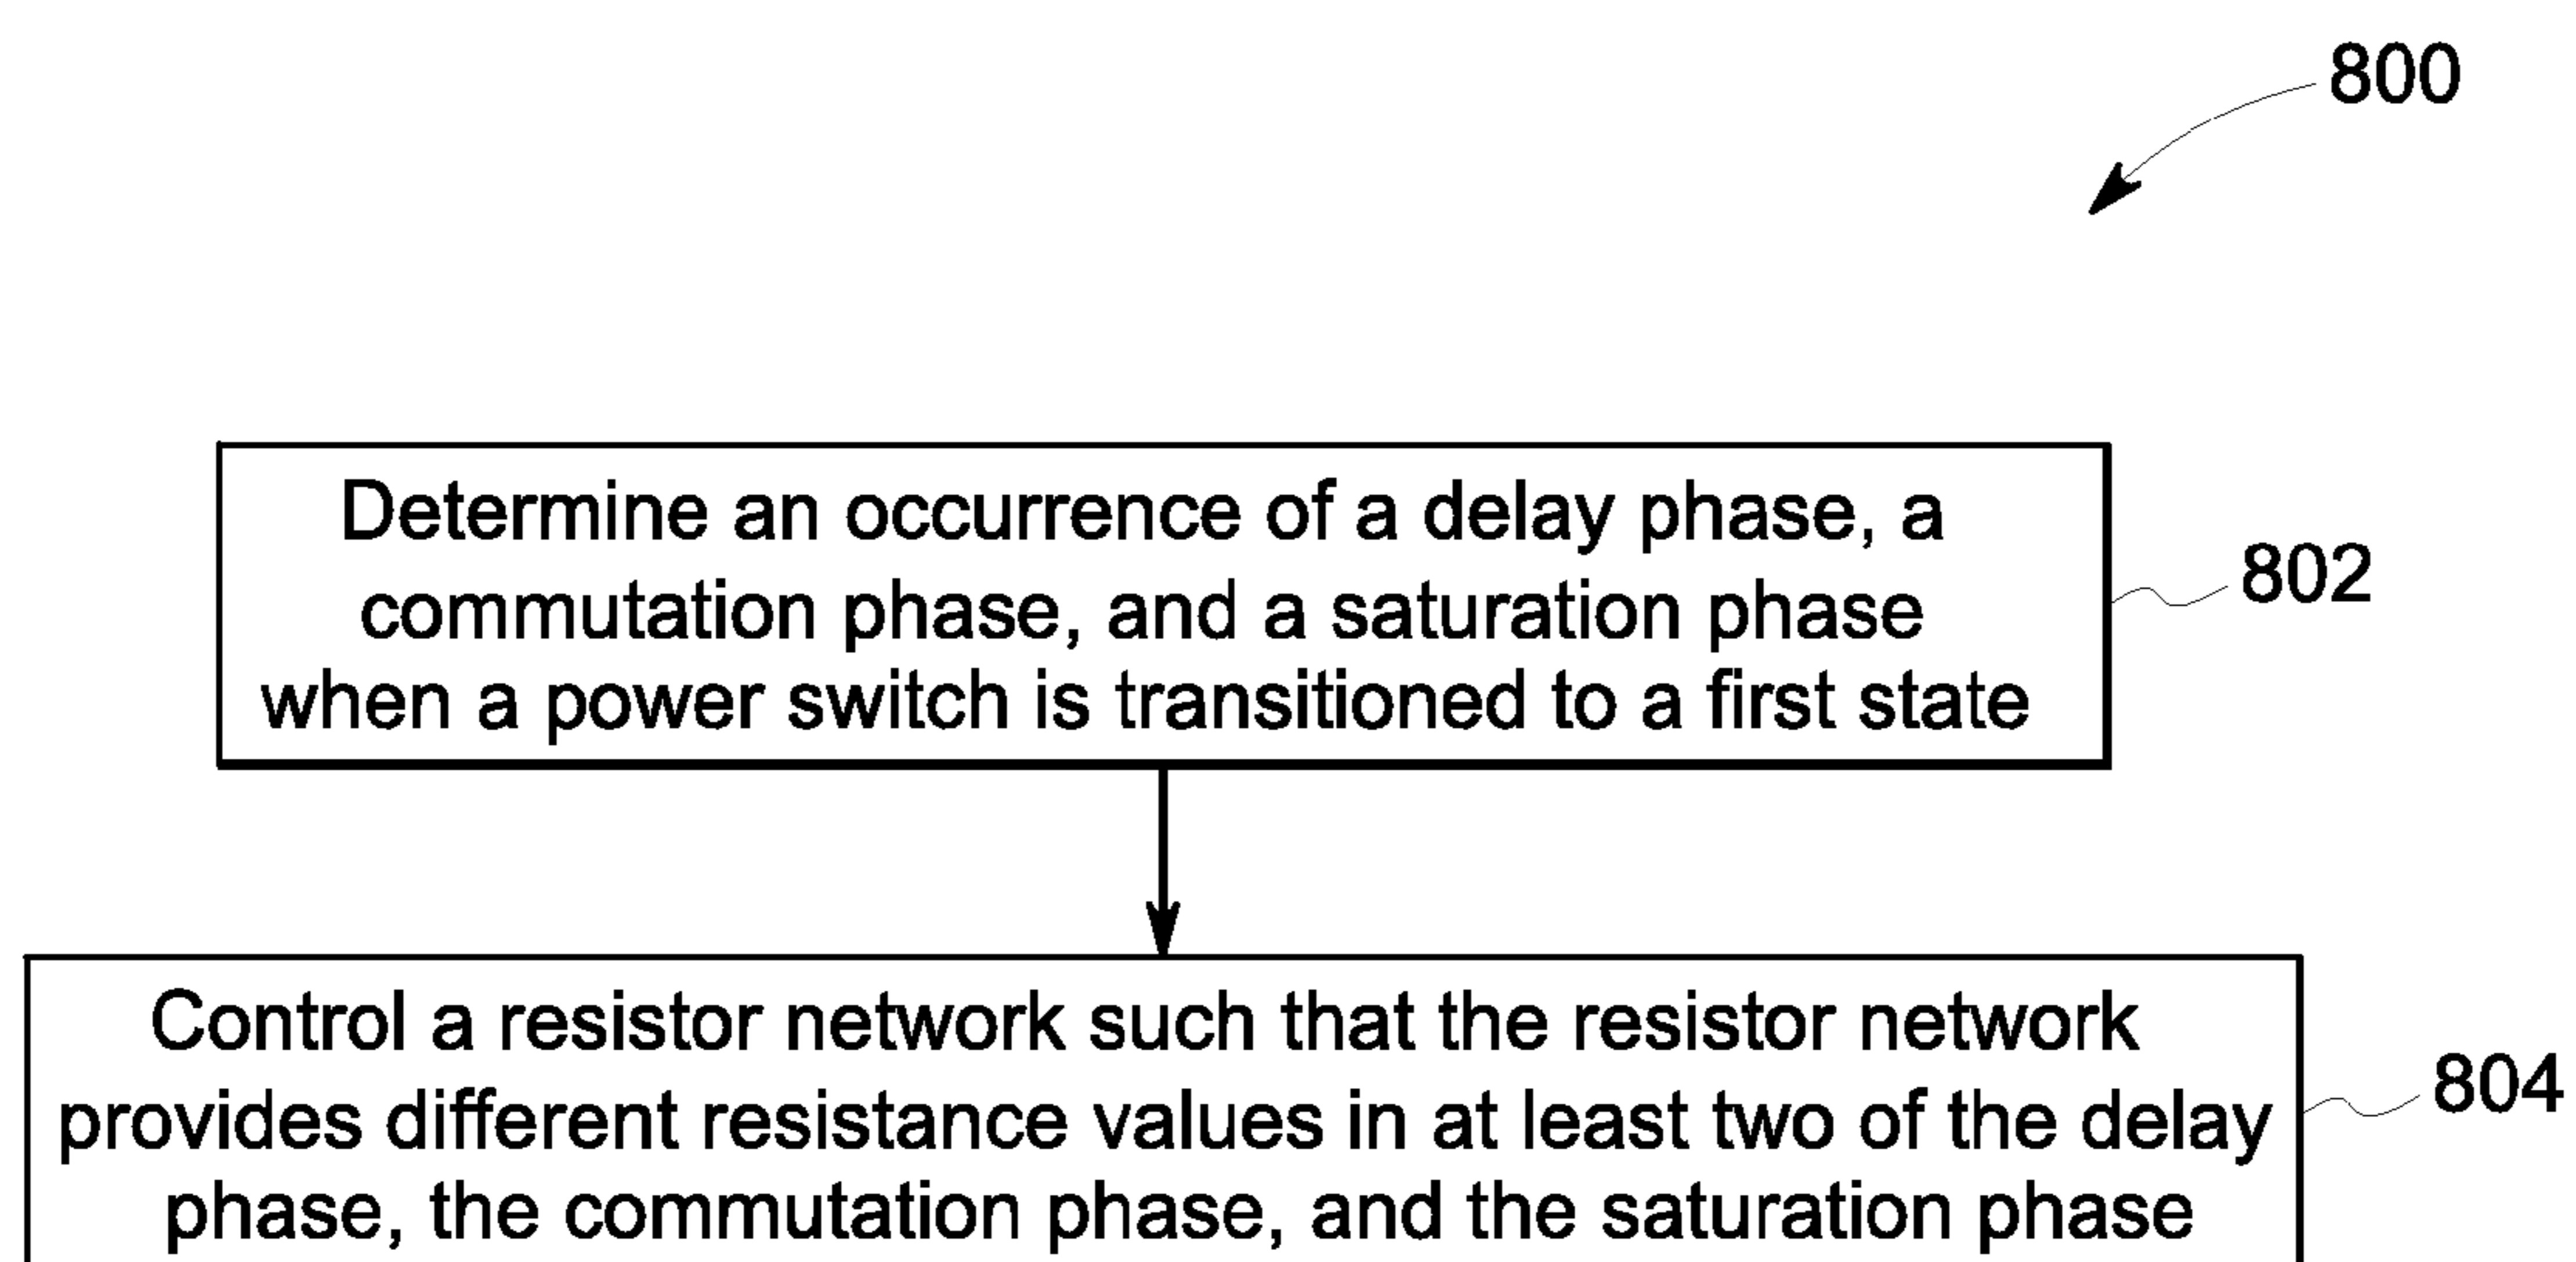 800
Determine an occurrence of a delay phase, a
commutation phase, and a saturation phase
when a power switch is transitioned to a first state
802
Control a resistor network such that the resistor network
provides different resistance values in at least two of the delay
phase, the commutation phase, and the saturation phase
804